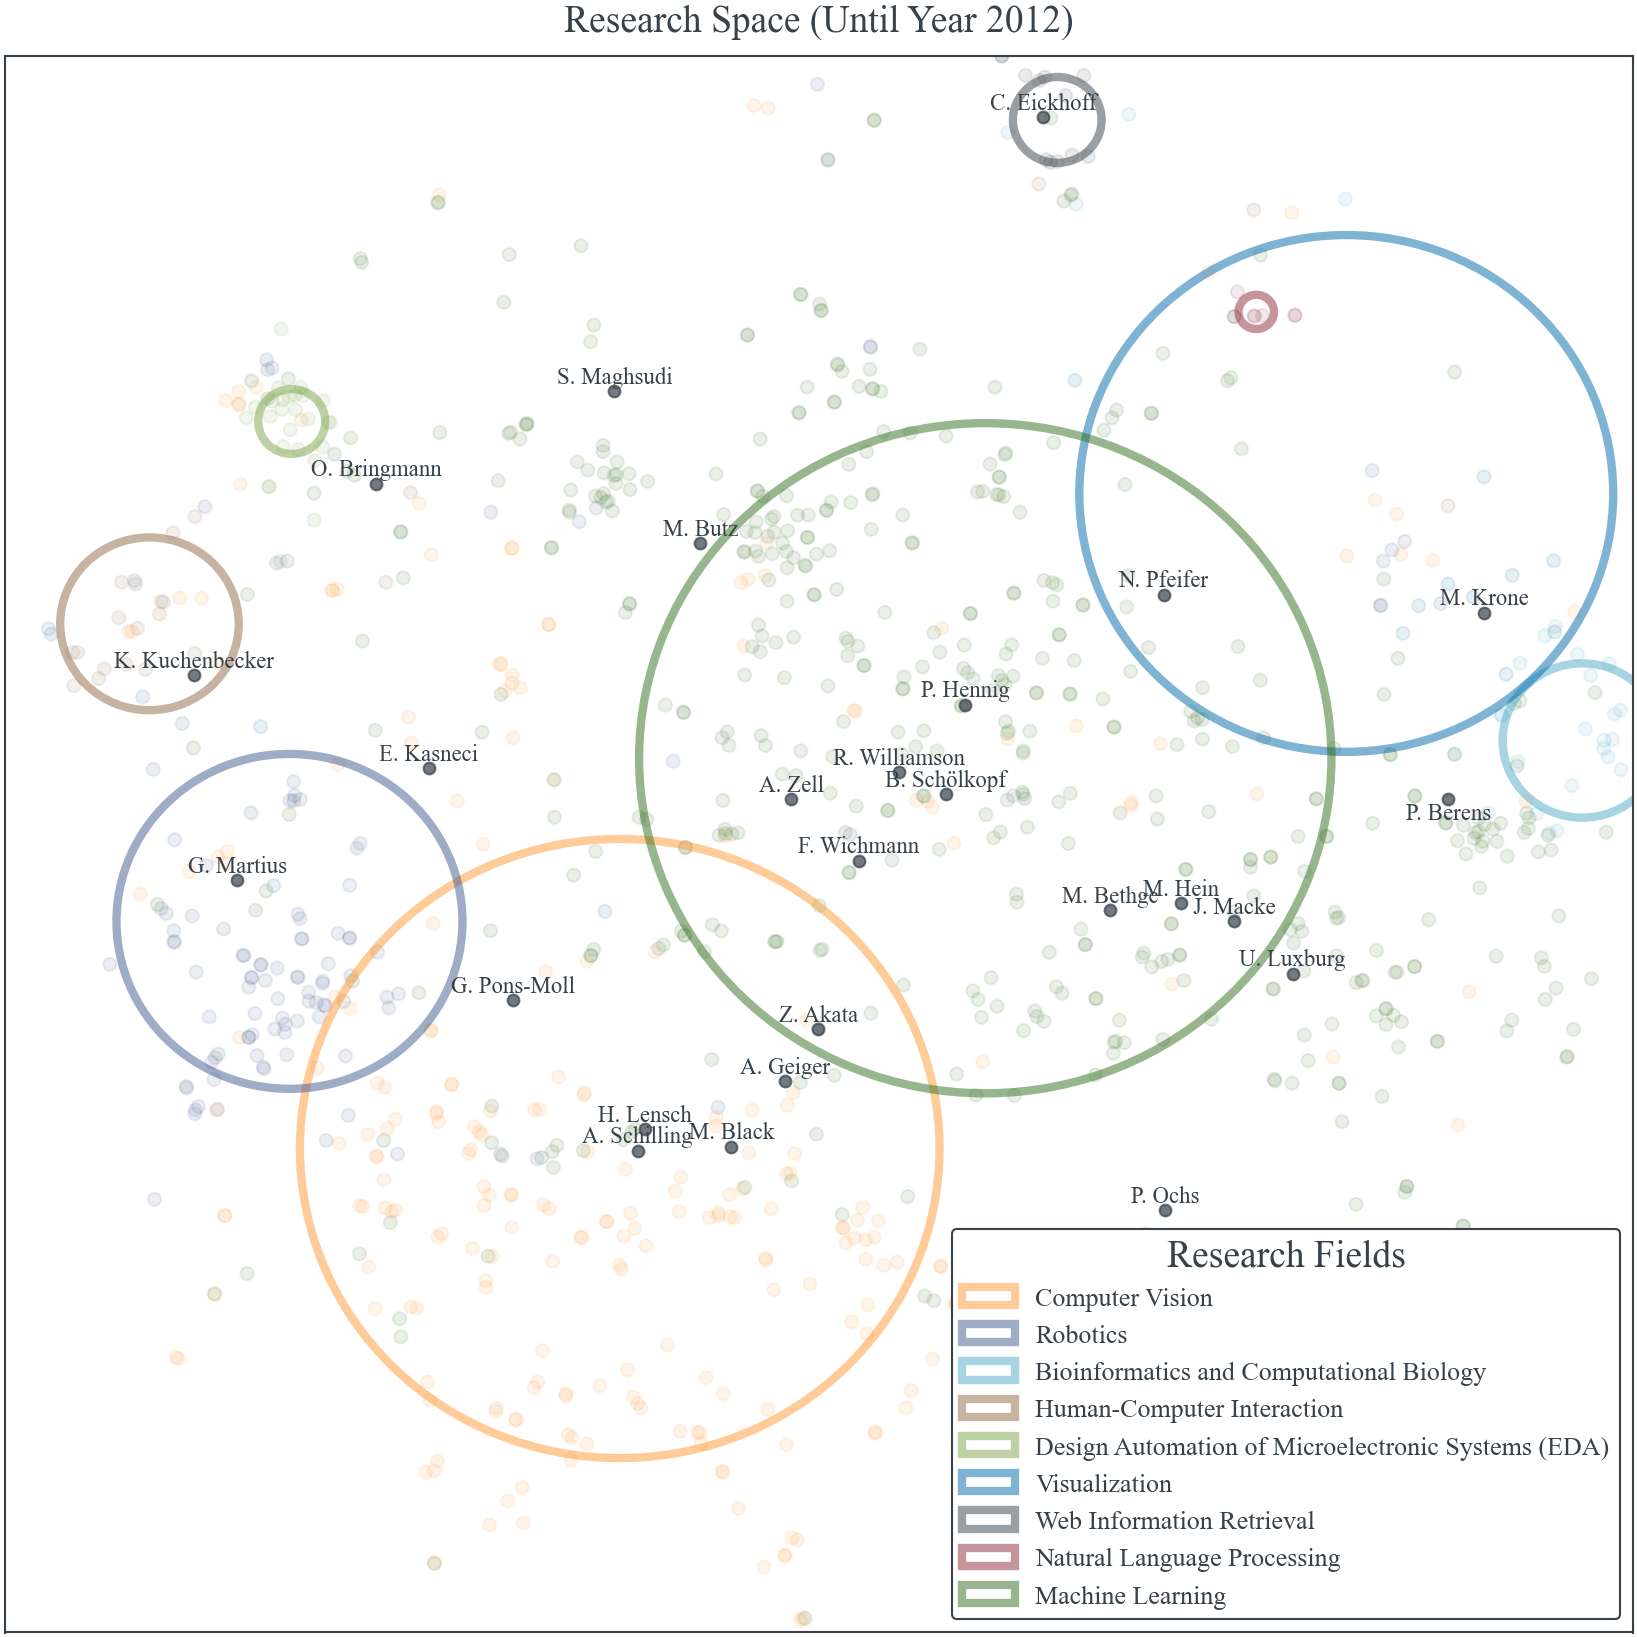 Research Space (Until Year 2012)
C. Eickhoff
S. Maghsudi
O. Bringmann
M. Butz
N. Pfeifer
M. Krone
K. Kuchenbecker
P. Hennig
E. Kasneci
R. Williamson
B. Schölkopf
A. Zell
P. Berens
F. Wichmann
G. Martius
M. Hein
M. Bethge
J. Macke
U. Luxburg
G. Pons-Moll
Z. Akata
A. Geiger
H. Lensch
A. Schilling
M. Black
P. Ochs
Research Fields
Computer Vision
Robotics
Bioinformatics and Computational Biology
Human-Computer Interaction
Design Automation of Microelectronic Systems (EDA)
Visualization
Web Information Retrieval
Natural Language Processing
Machine Learning